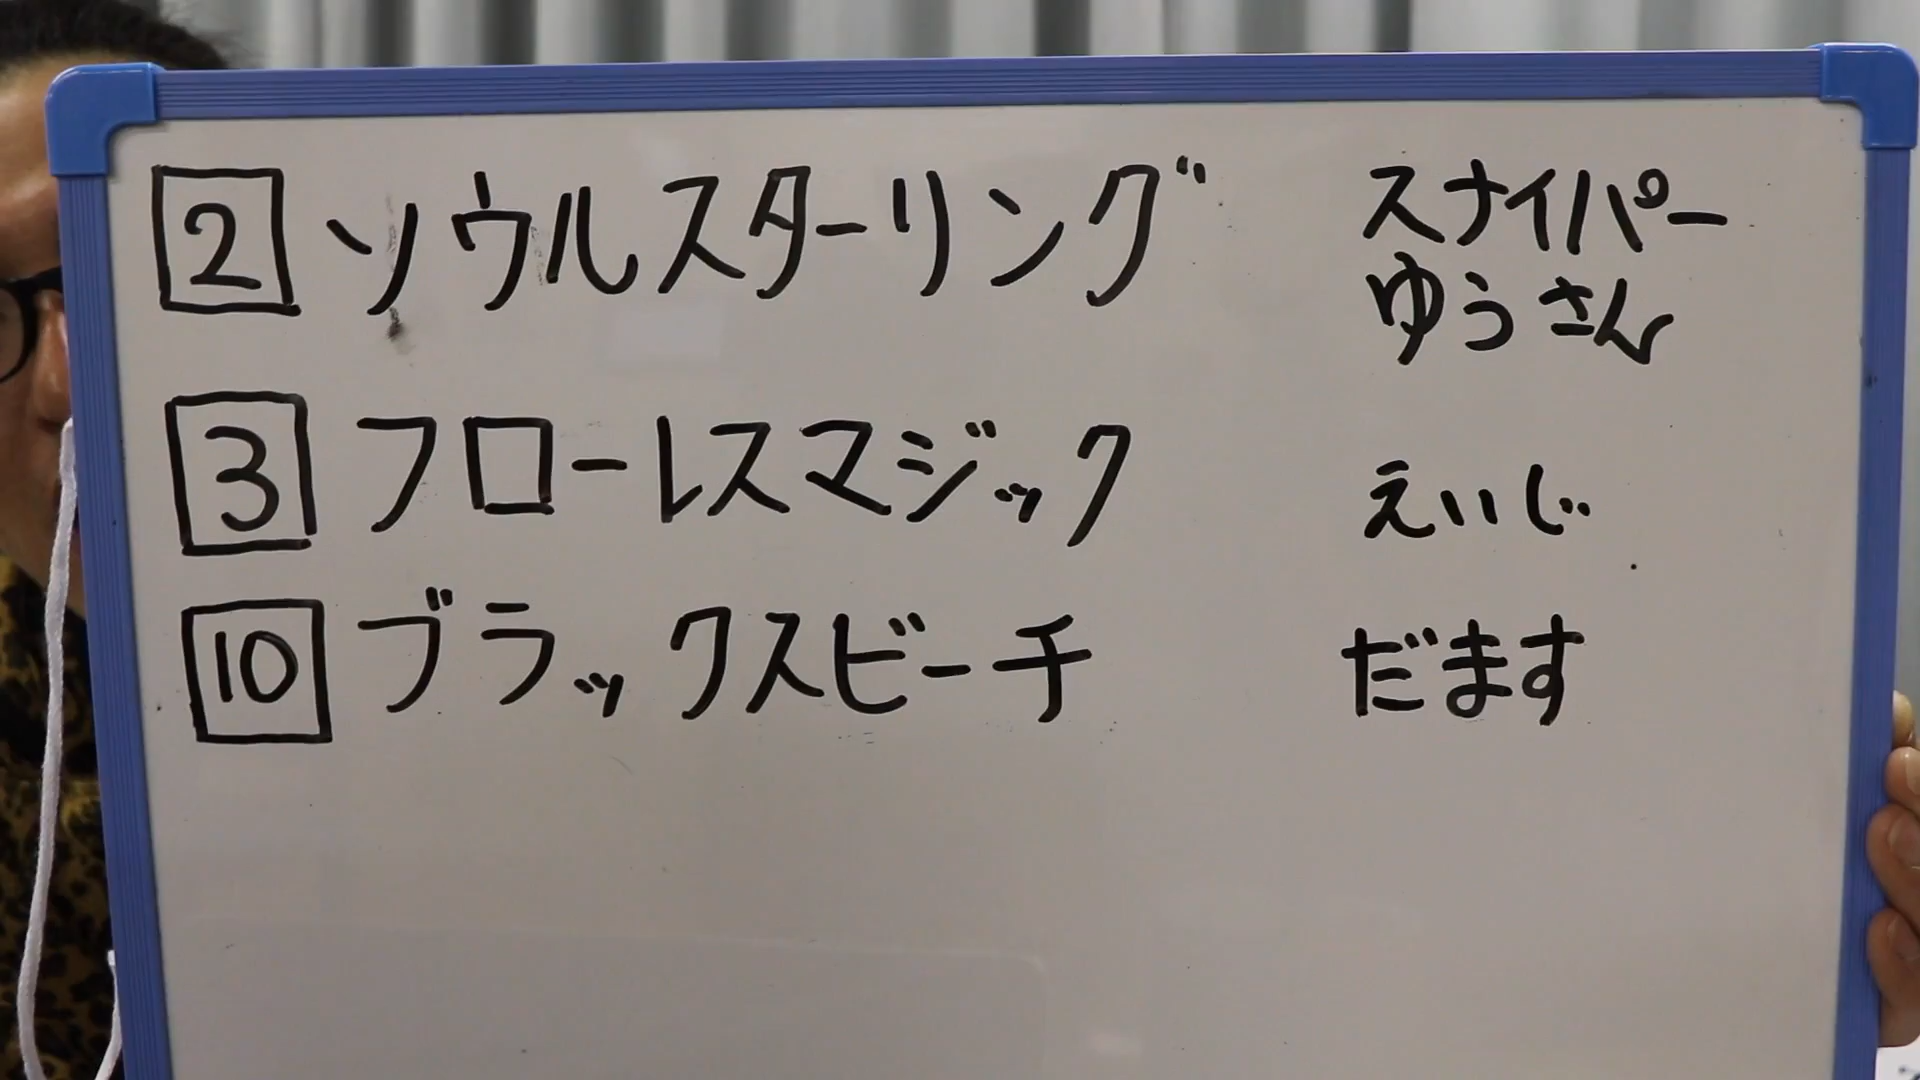 2 ソウルスターリング スナイパー
ゆうさん
3 フローレスマジック えいじ
10 ブラックスビーチ だます